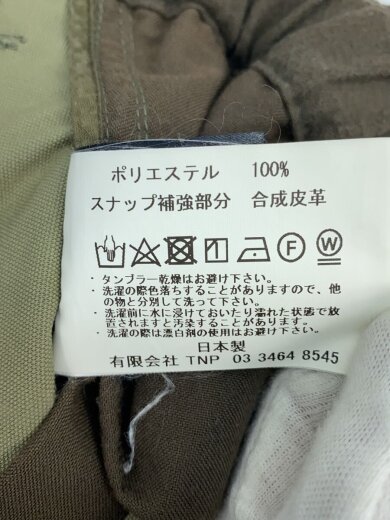 ポリエステル 100%
スナップ補強部分 合成皮革
F W
・タンブラー乾燥はお避け下さい。
・洗濯の際色落ちすることがありますので、他
の物と分別して洗って下さい。
・洗濯前に水に浸けておいたり濡れた状態で放
置されますと汚染することがあります。
・洗濯の際は漂白剤の使用はお避け下さい。
日本製
有限会社 TNP 03 3464 8545